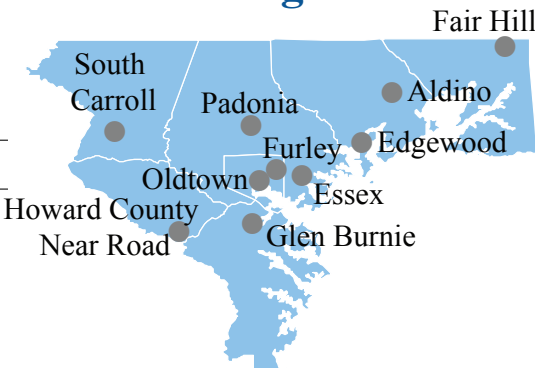 Fair Hill
South
Carroll
Aldino
Padonia
Edgewood
Furley
Oldtown
Essex
Howard County
Near Road
Glen Burnie